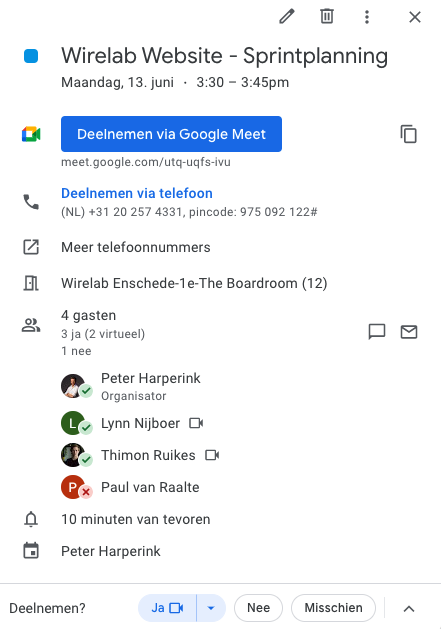 Wirelab Website - Sprintplanning
Maandag, 13. juni · 3:30 – 3:45pm
Deelnemen via Google Meet
meet.google.com/utq-uqfs-ivu
Deelnemen via telefoon
(NL) +31 20 257 4331, pincode: 975 092 122#
Meer telefoonnummers
Wirelab Enschede-1e-The Boardroom (12)
4 gasten
3 ja (2 virtueel)
1 nee
Peter Harperink
Organisator
L Lynn Nijboer
Thimon Ruikes
P Paul van Raalte
10 minuten van tevoren
Peter Harperink
Deelnemen? Ja Nee Misschien